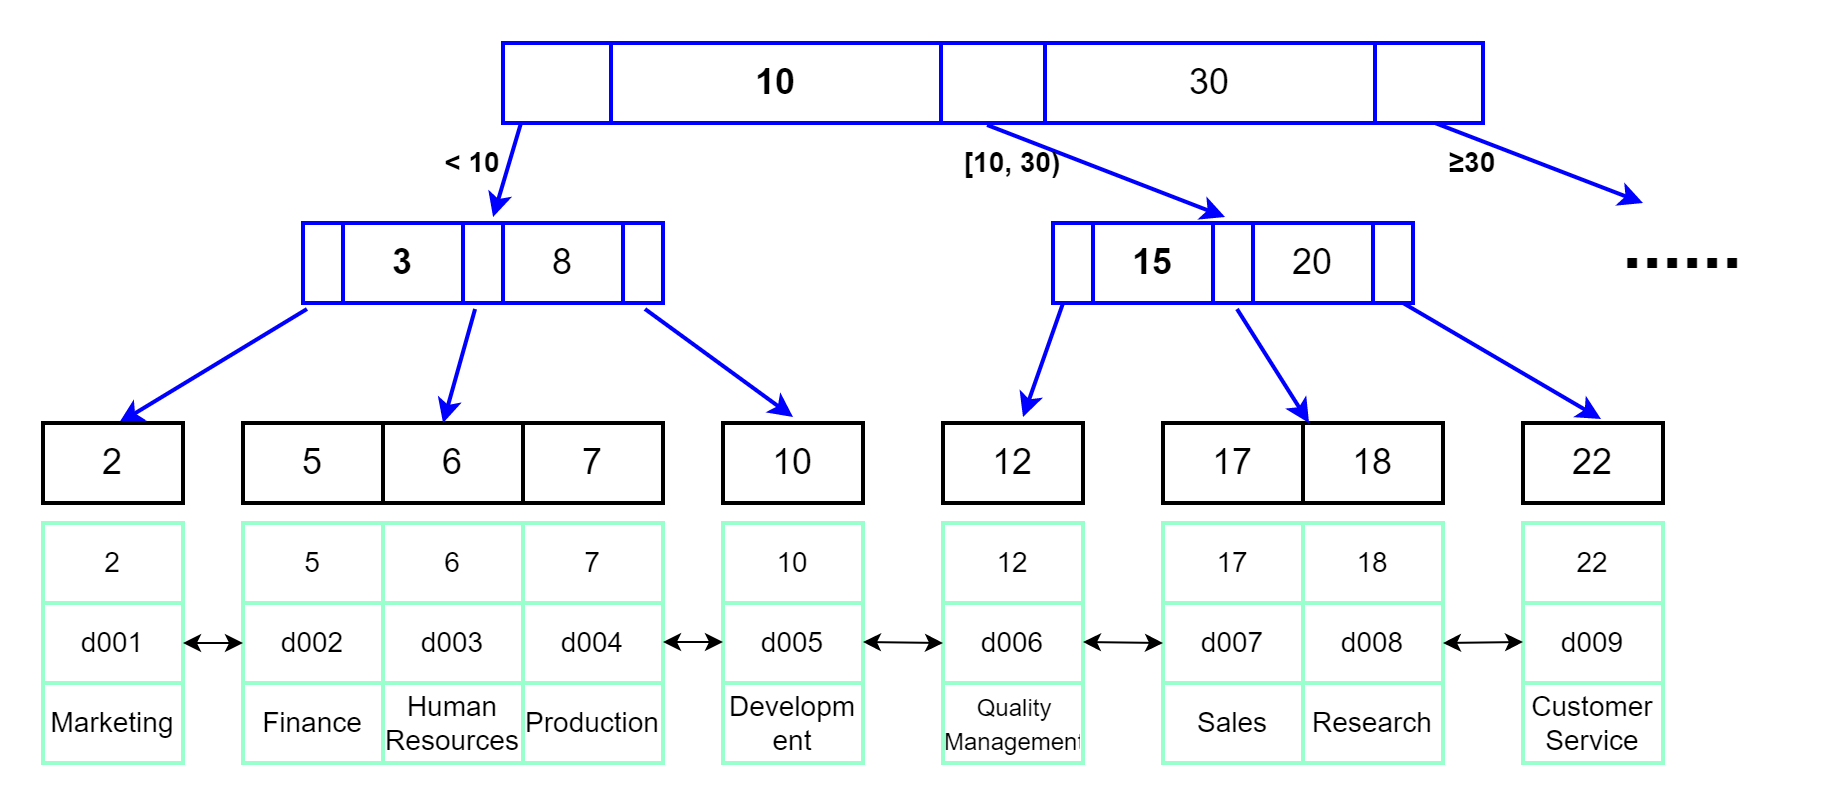 10 30
< 10 [10, 30) ≥30
3 8 15 20 ......
2 5 6 7 10 12 17 18 22
2 5 6 7 10 12 17 18 22
d001 d002 d003 d004 d005 d006 d007 d008 d009
Marketing Finance Human Resources Production Developm ent Quality Management Sales Research Customer Service